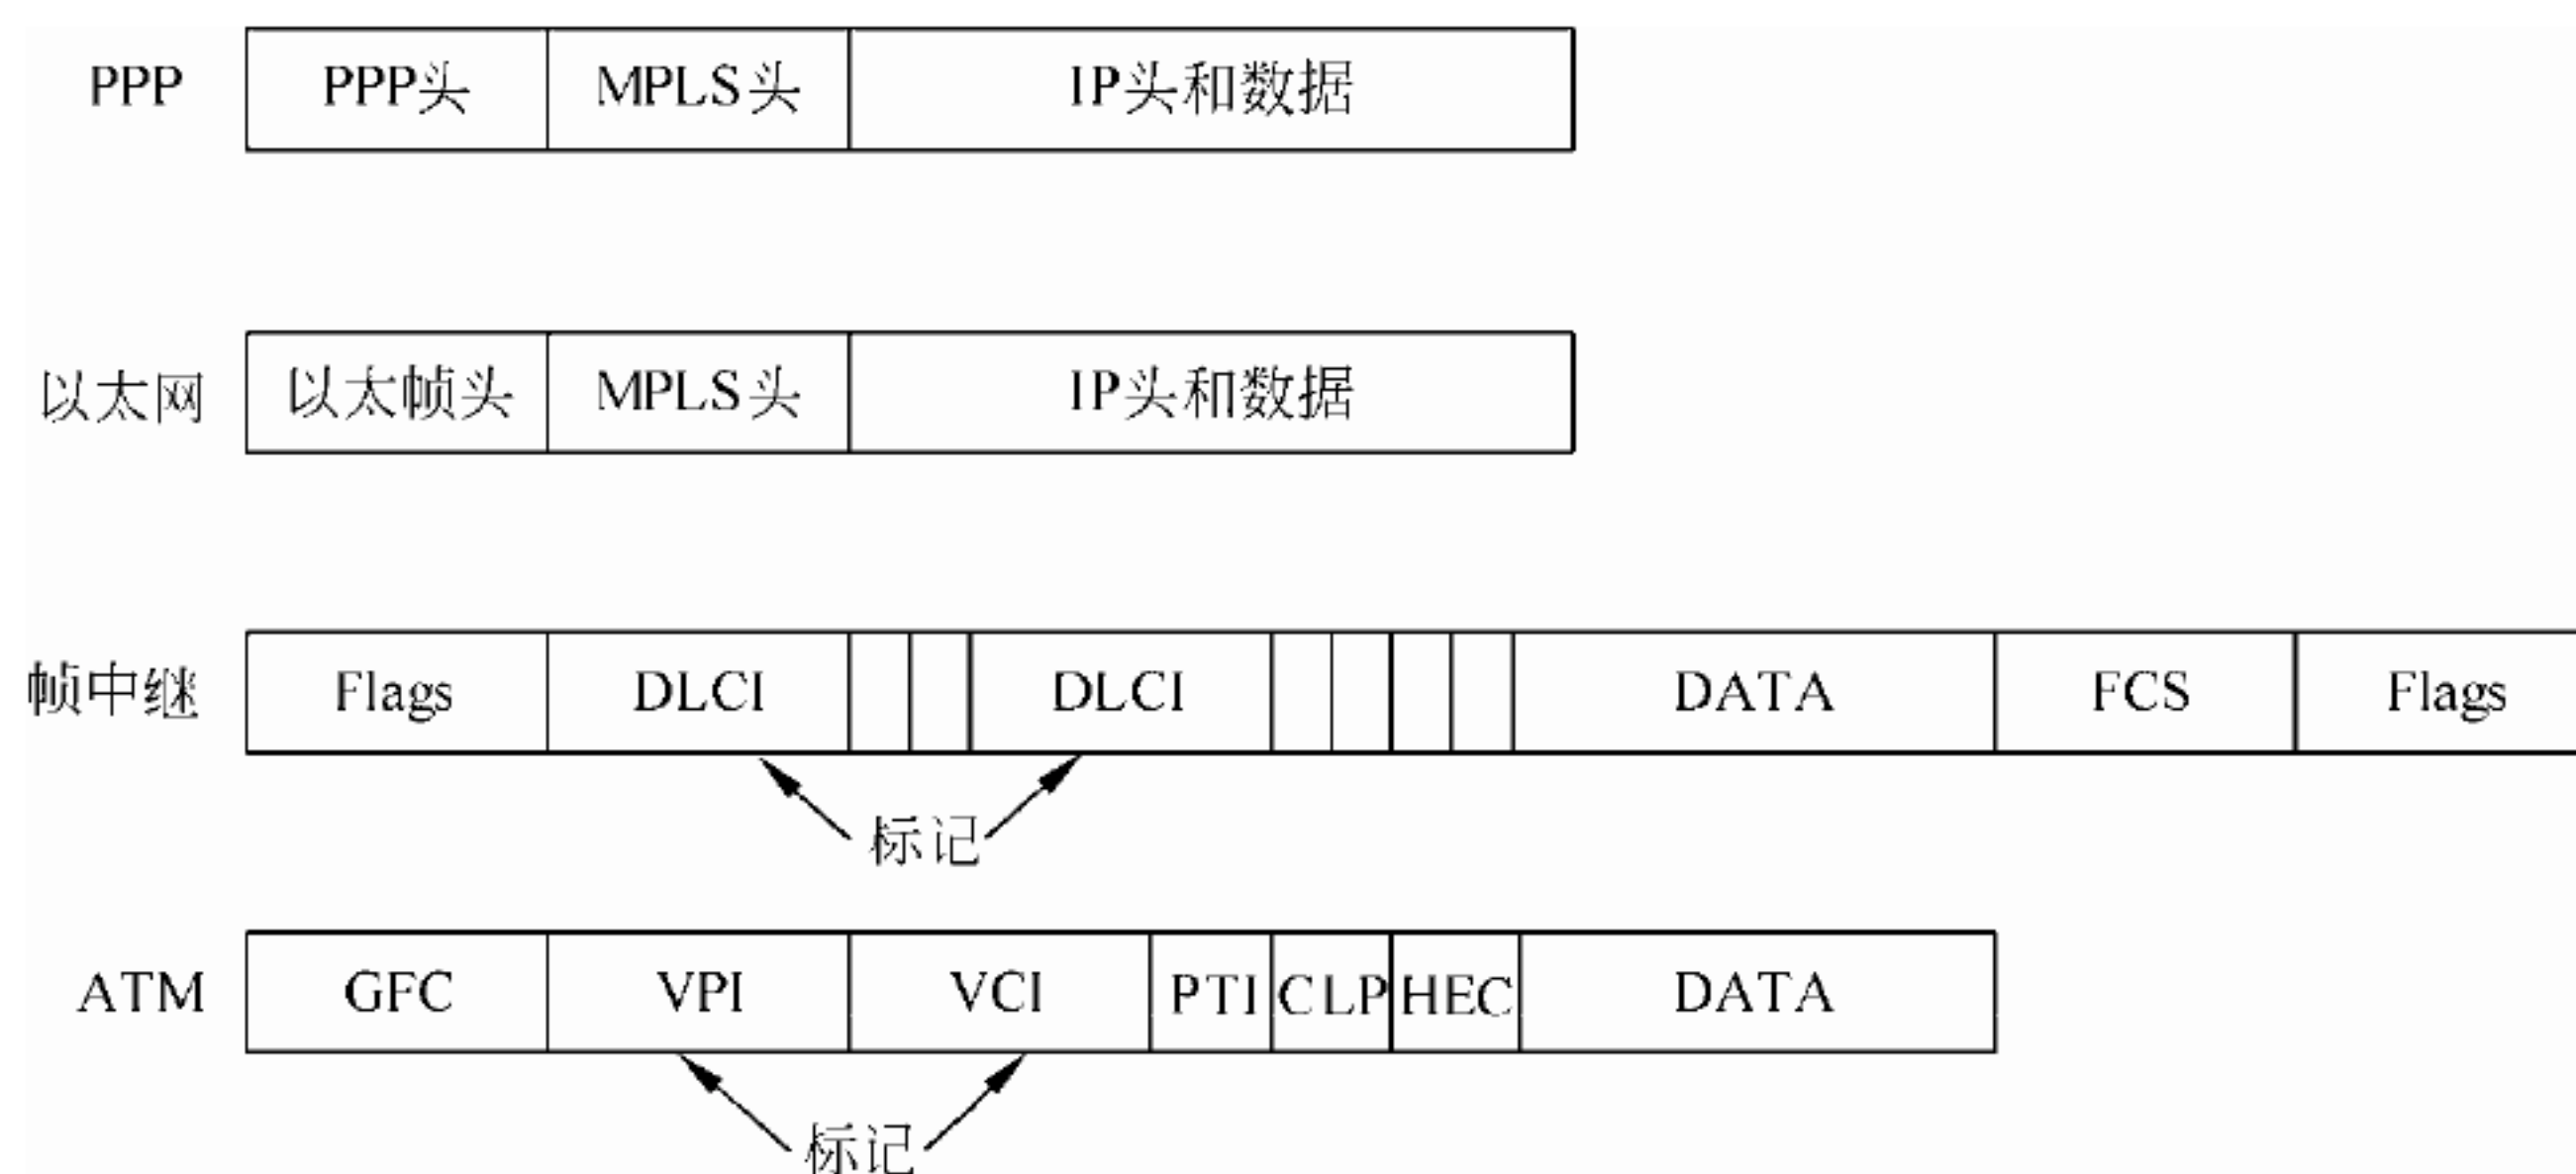 PPP PPP头 MPLS头 IP头和数据
以太网 以太帧头 MPLS头 IP头和数据
帧中继 Flags DLCI DLCI DATA FCS Flags
标记
ATM GFC VPI VCI PTI CLP HEC DATA
标记